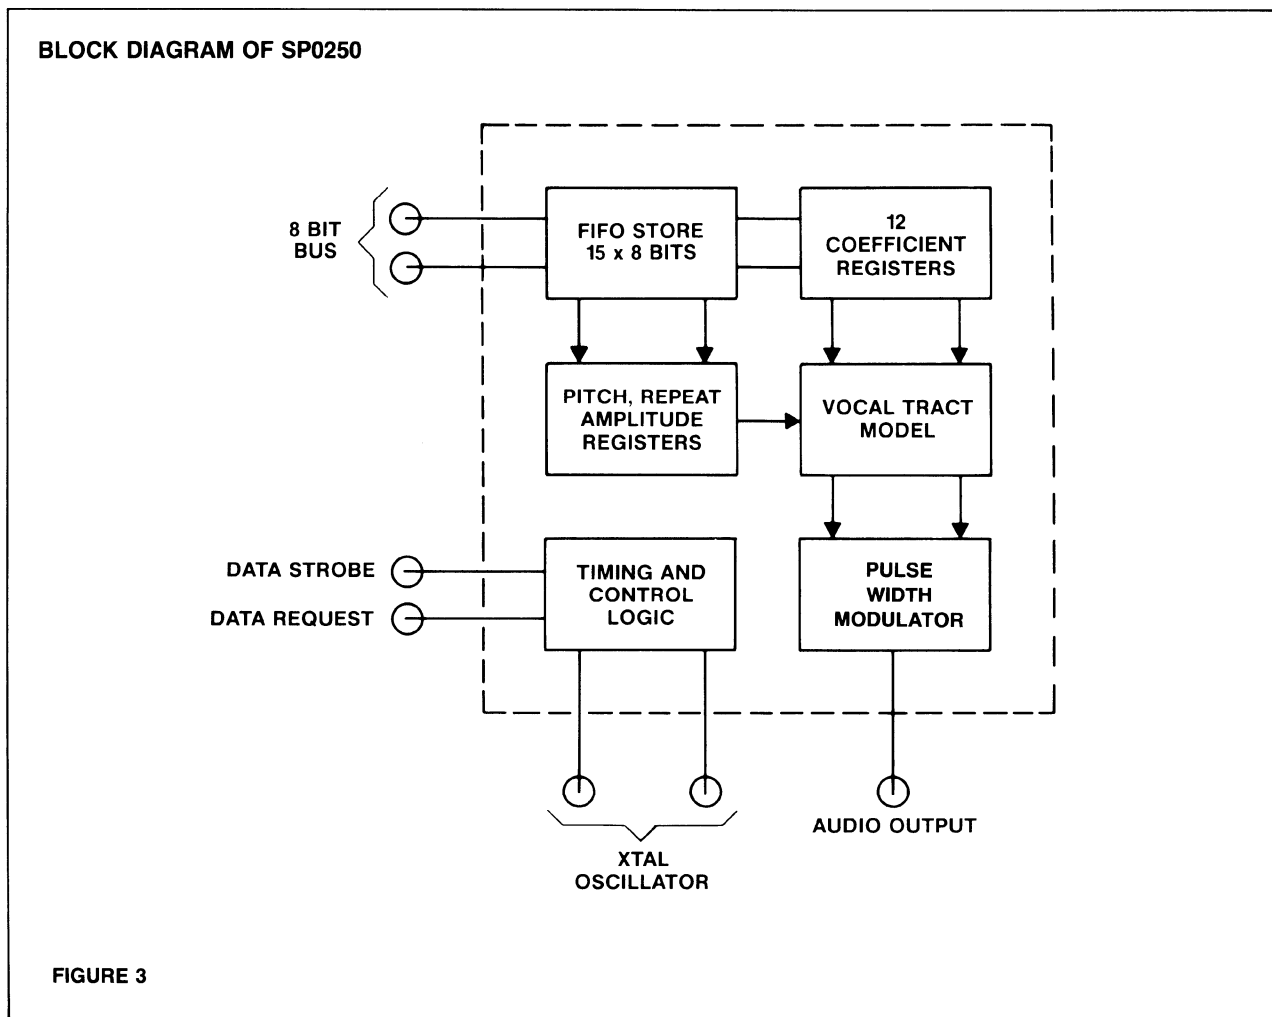 BLOCK DIAGRAM OF SP0250
8 BIT
BUS
FIFO STORE
15 x 8 BITS
12
COEFFICIENT
REGISTERS
PITCH, REPEAT
AMPLITUDE
REGISTERS
VOCAL TRACT
MODEL
DATA STROBE
DATA REQUEST
TIMING AND
CONTROL
LOGIC
PULSE
WIDTH
MODULATOR
XTAL
OSCILLATOR
AUDIO OUTPUT
FIGURE 3